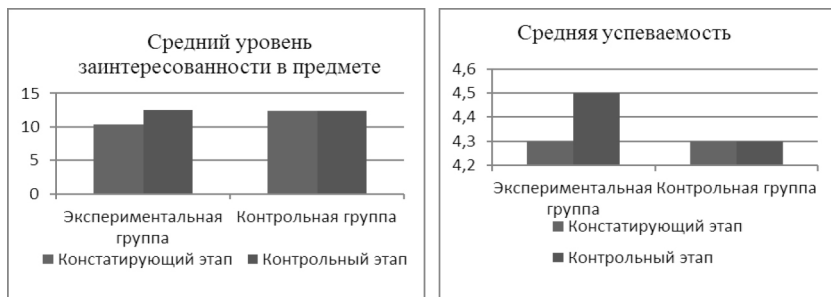 Средний уровень
заинтересованности в предмете
15
10
5
0
Экспериментальная
группа
Контрольная группа
Констатирующий этап
Контрольный этап
Средняя успеваемость
4,6
4,5
4,4
4,3
4,2
Экспериментальная
группа
Контрольная группа
Констатирующий этап
Контрольный этап